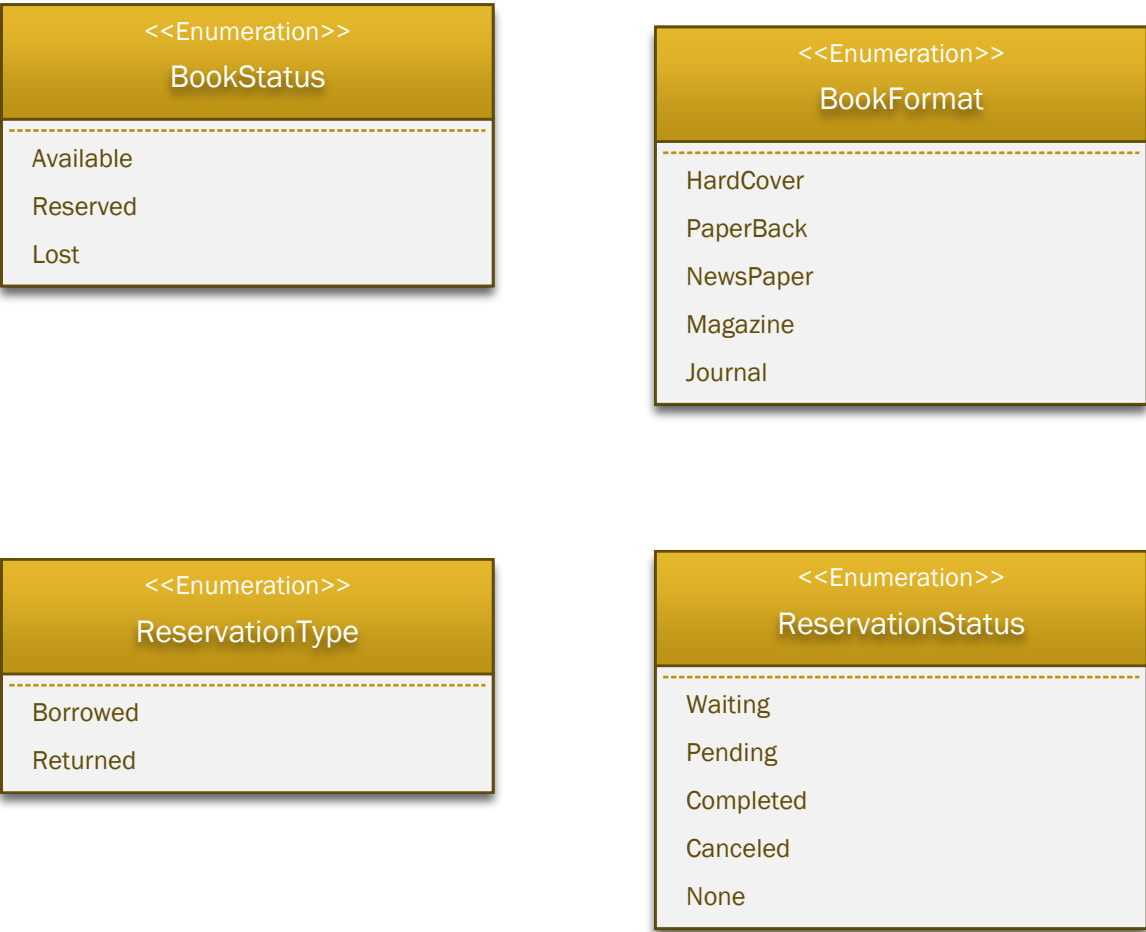 <<Enumeration>>
BookStatus
Available
Reserved
Lost
<<Enumeration>>
BookFormat
HardCover
PaperBack
NewsPaper
Magazine
Journal
<<Enumeration>>
ReservationType
Borrowed
Returned
<<Enumeration>>
ReservationStatus
Waiting
Pending
Completed
Canceled
None